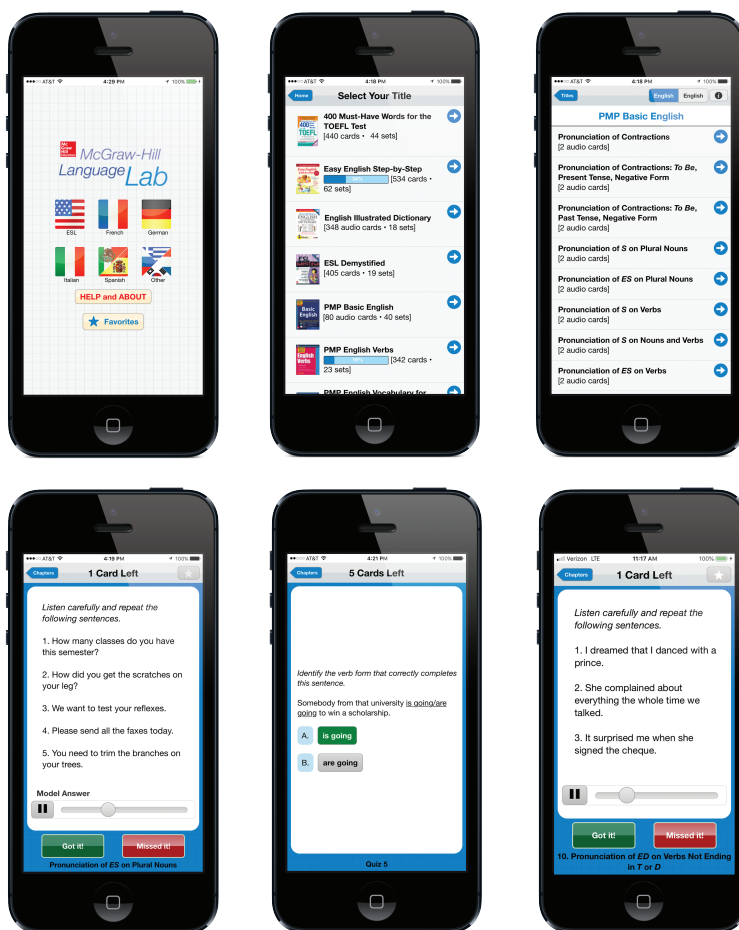 AT&T 4:29 PM 100%
Mc
Graw
Hill
Education
McGraw-Hill
Language Lab
ESL French German
Italian Spanish Other
HELP and ABOUT
Favorites
AT&T 4:18 PM 100%
Home Select Your Title
400 Must-Have Words for the
TOEFL Test
[440 cards • 44 sets]
Easy English Step-by-Step
[534 cards •
62 sets]
English Illustrated Dictionary
[348 audio cards • 18 sets]
ESL Demystified
[405 cards • 19 sets]
PMP Basic English
[80 audio cards • 40 sets]
PMP English Verbs
[342 cards •
23 sets]
PMP English Vocabulary for
AT&T 4:18 PM 100%
Titles English English
PMP Basic English
Pronunciation of Contractions
[2 audio cards]
Pronunciation of Contractions: To Be,
Present Tense, Negative Form
[2 audio cards]
Pronunciation of Contractions: To Be,
Past Tense, Negative Form
[2 audio cards]
Pronunciation of S on Plural Nouns
[2 audio cards]
Pronunciation of ES on Plural Nouns
[2 audio cards]
Pronunciation of S on Verbs
[2 audio cards]
Pronunciation of S on Nouns and Verbs
[2 audio cards]
Pronunciation of ES on Verbs
[2 audio cards]
AT&T 4:19 PM 100%
Chapters 1 Card Left
Listen carefully and repeat the
following sentences.
1. How many classes do you have
this semester?
2. How did you get the scratches on
your leg?
3. We want to test your reflexes.
4. Please send all the faxes today.
5. You need to trim the branches on
your trees.
Model Answer
Got it! Missed it!
Pronunciation of ES on Plural Nouns
AT&T 4:21 PM 100%
Chapters 5 Cards Left
Identify the verb form that correctly completes
this sentence.
Somebody from that university is going/are
going to win a scholarship.
A. is going
B. are going
Quiz 5
Verizon LTE 11:17 AM 100%
Chapters 1 Card Left
Listen carefully and repeat the
following sentences.
1. I dreamed that I danced with a
prince.
2. She complained about
everything the whole time we
talked.
3. It surprised me when she
signed the cheque.
Got it! Missed it!
10. Pronunciation of ED on Verbs Not Ending
in T or D